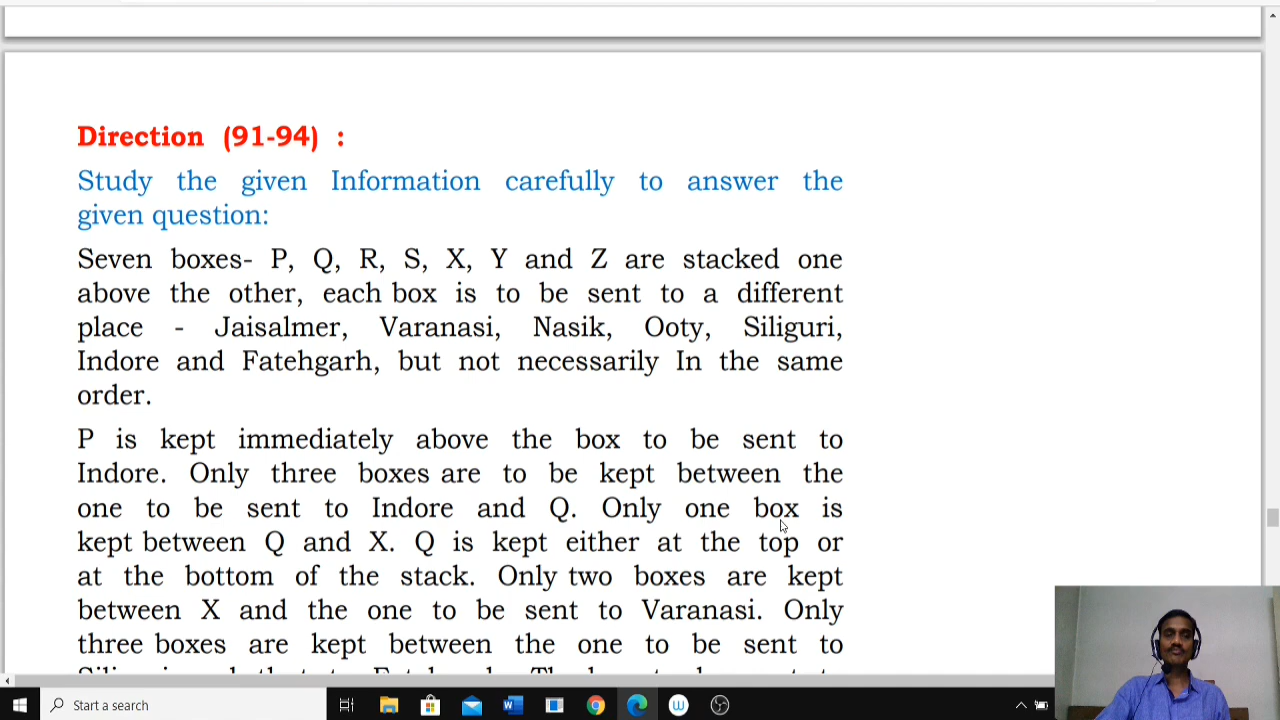 Direction (91-94) :
Study the given Information carefully to answer the
given question:
Seven boxes- P, Q, R, S, X, Y and Z are stacked one
above the other, each box is to be sent to a different
place - Jaisalmer, Varanasi, Nasik, Ooty, Siliguri,
Indore and Fatehgarh, but not necessarily In the same
order.
P is kept immediately above the box to be sent to
Indore. Only three boxes are to be kept between the
one to be sent to Indore and Q. Only one box is
kept between Q and X. Q is kept either at the top or
at the bottom of the stack. Only two boxes are kept
between X and the one to be sent to Varanasi. Only
three boxes are kept between the one to be sent to
Start a search